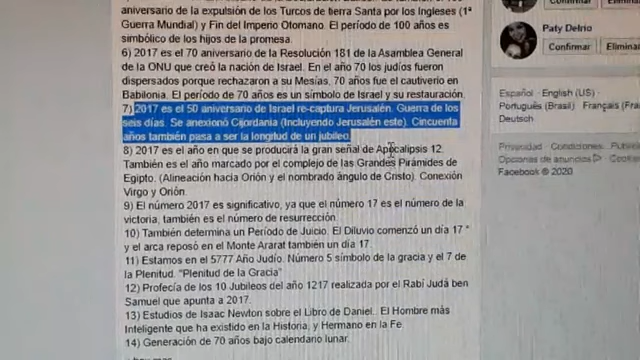 aniversario de la expulsión de los Turcos de tierra Santa por los Ingleses (1ª
Guerra Mundial) y Fin del Imperio Otomano. El período de 100 años es
simbólico de los hijos de la promesa.
6) 2017 es el 70 aniversario de la Resolución 181 de la Asamblea General
de la ONU que creó la nación de Israel. En el año 70 los judíos fueron
dispersados porque rechazaron a su Mesías, 70 años fue el cautiverio en
Babilonia. El período de 70 años es un símbolo de Israel y su restauración.
7) 2017 es el 50 aniversario de Israel re-captura Jerusalén. Guerra de los
seis días. Se anexionó Cijordania (Incluyendo Jerusalén este). Cincuenta
años también pasa a ser la longitud de un jubileo.
8) 2017 es el año en que se producirá la gran señal de Apocalipsis 12.
También es el año marcado por el complejo de las Grandes Pirámides de
Egipto. (Alineación hacia Orión y el nombrado ángulo de Cristo). Conexión
Virgo y Orión.
9) El número 2017 es significativo, ya que el número 17 es el número de la
victoria, también es el número de resurrección.
10) También determina un Período de Juicio. El Diluvio comenzó un día 17 "
y el arca reposó en el Monte Ararat también un día 17.
11) Estamos en el 5777 Año Judío. Número 5 símbolo de la gracia y el 7 de
la Plenitud. "Plenitud de la Gracia"
12) Profecía de los 10 Jubileos del año 1217 realizada por el Rabí Judá ben
Samuel que apunta a 2017.
13) Estudios de Isaac Newton sobre el Libro de Daniel. El Hombre más
Inteligente que ha existido en la Historia, y Hermano en la Fe.
14) Generación de 70 años bajo calendario lunar.
Confirmar
Paty Delrio
Confirmar Eliminar
Español · English (US) ·
Português (Brasil) · Français (Fra
Deutsch
Privacidad · Condiciones
Opciones de anuncios
Facebook © 2020